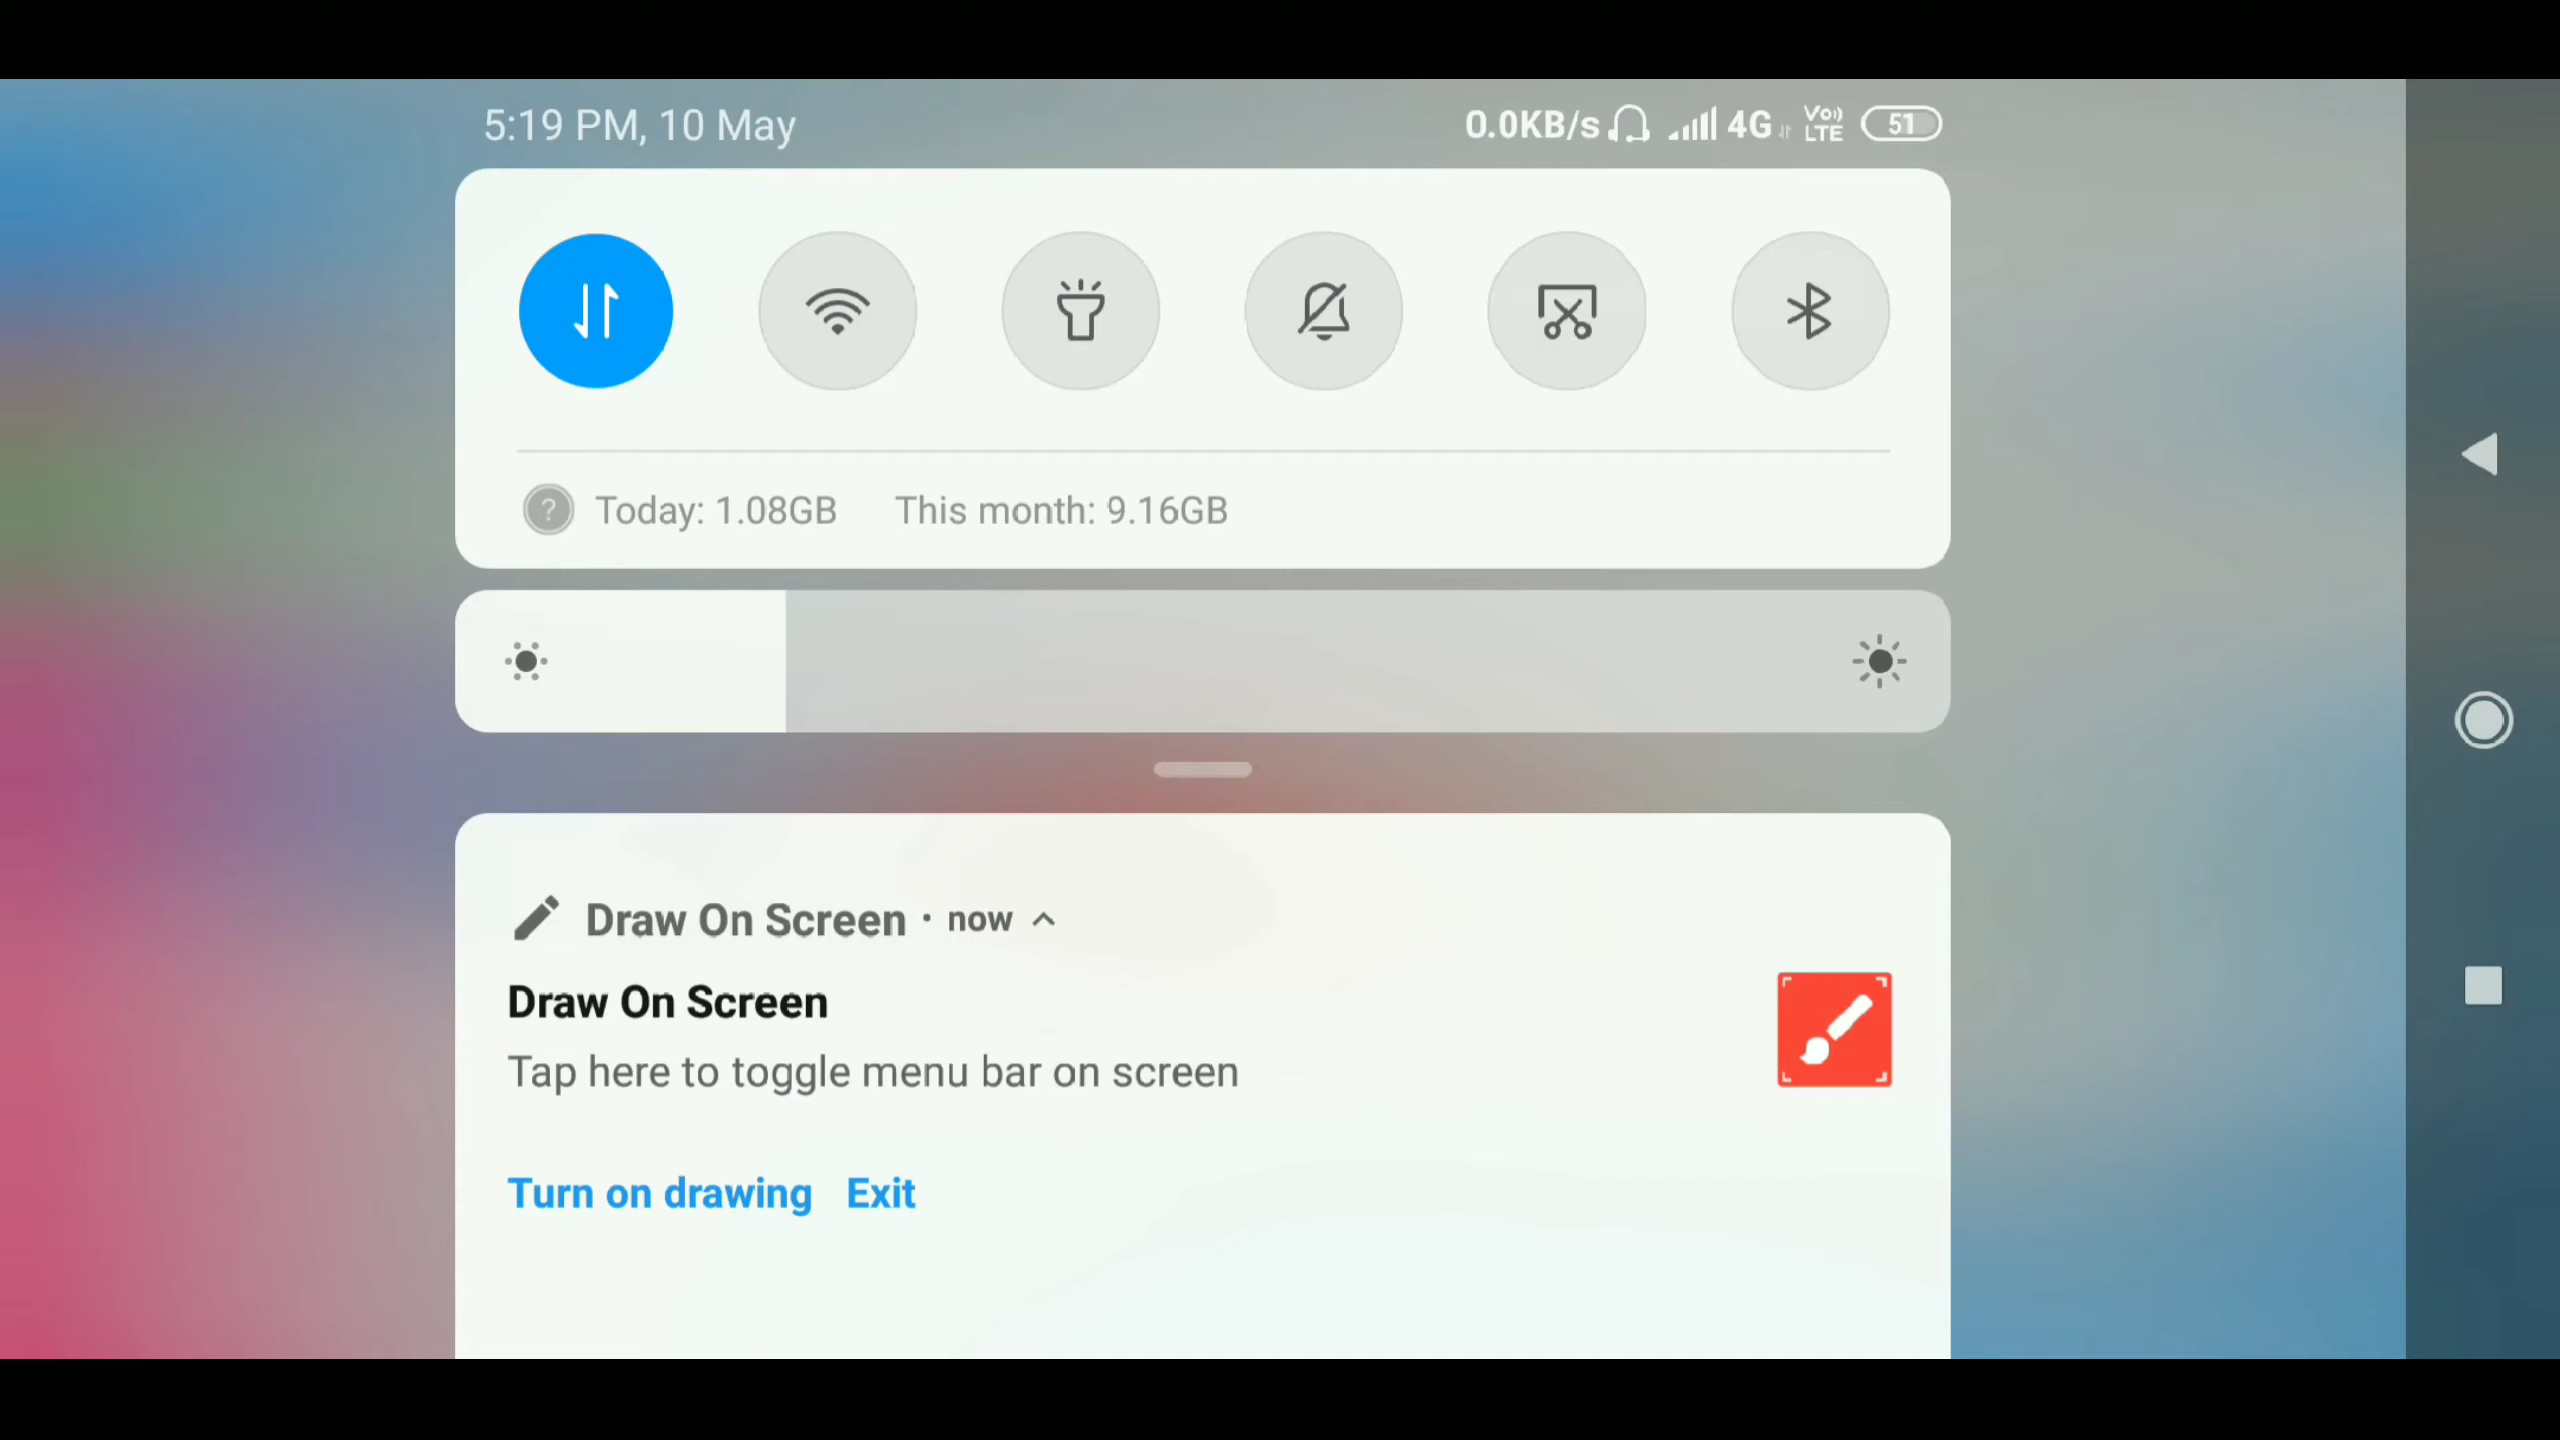 5:19 PM, 10 May
0.0KB/s 4G Vo) LTE 51
Today: 1.08GB This month: 9.16GB
Draw On Screen · now
Draw On Screen
Tap here to toggle menu bar on screen
Turn on drawing Exit